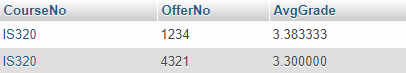 CourseNo OfferNo AvgGrade
IS320 1234 3.383333
IS320 4321 3.300000